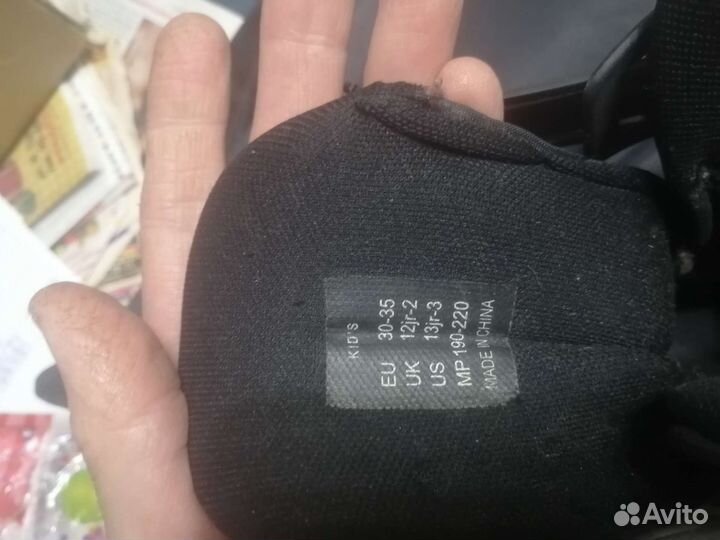 KID'S
EU 30-35
UK 12jr-2
US 13jr-3
MP 190-220
MADE IN CHINA
Avito